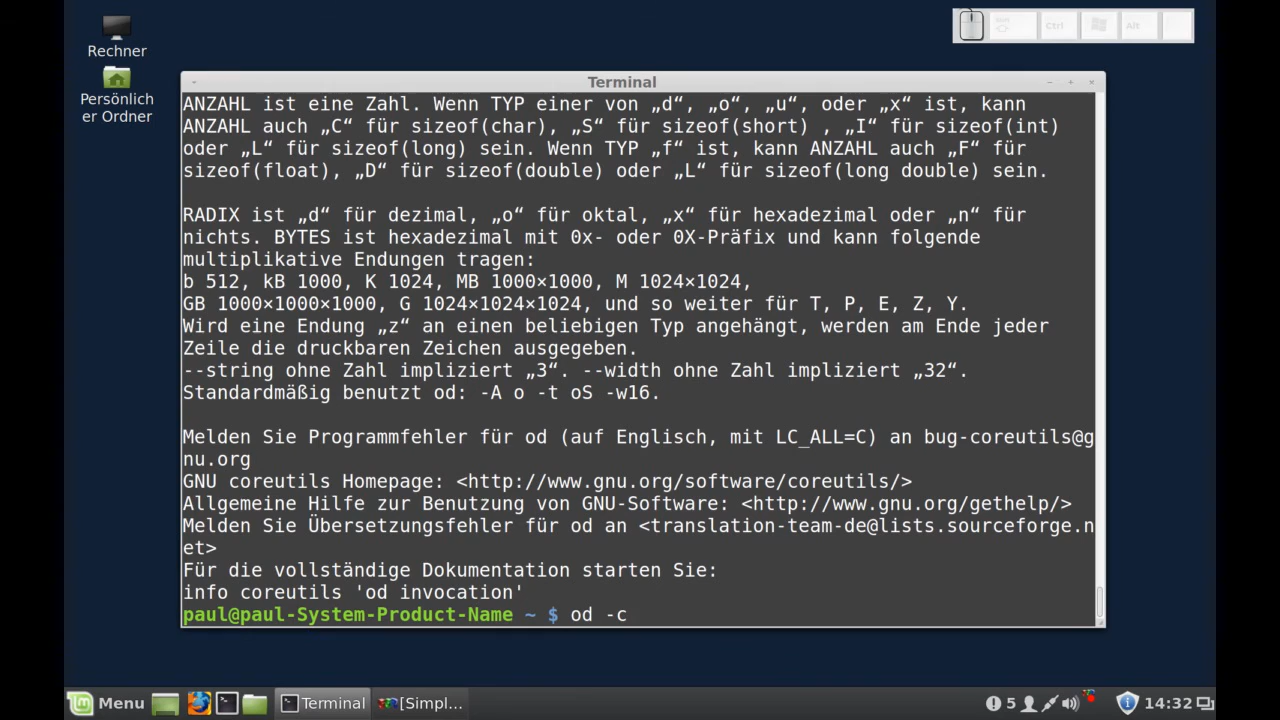 Rechner
Persönlich
er Ordner
Ctrl
Alt
Terminal
ANZAHL ist eine Zahl. Wenn TYP einer von „d“, „o“, „u“, oder „x“ ist, kann
ANZAHL auch „C“ für sizeof(char), „S“ für sizeof(short) , „I“ für sizeof(int)
oder „L“ für sizeof(long) sein. Wenn TYP „f“ ist, kann ANZAHL auch „F“ für
sizeof(float), „D“ für sizeof(double) oder „L“ für sizeof(long double) sein.
RADIX ist „d“ für dezimal, „o“ für oktal, „x“ für hexadezimal oder „n“ für
nichts. BYTES ist hexadezimal mit 0x- oder 0X-Präfix und kann folgende
multiplikative Endungen tragen:
b 512, kB 1000, K 1024, MB 1000×1000, M 1024×1024,
GB 1000×1000×1000, G 1024×1024×1024, und so weiter für T, P, E, Z, Y.
Wird eine Endung „z“ an einen beliebigen Typ angehängt, werden am Ende jeder
Zeile die druckbaren Zeichen ausgegeben.
--string ohne Zahl impliziert „3“. --width ohne Zahl impliziert „32“.
Standardmäßig benutzt od: -A o -t oS -w16.
Melden Sie Programmfehler für od (auf Englisch, mit LC_ALL=C) an bug-coreutils@g
nu.org
GNU coreutils Homepage: <http://www.gnu.org/software/coreutils/>
Allgemeine Hilfe zur Benutzung von GNU-Software: <http://www.gnu.org/gethelp/>
Melden Sie Übersetzungsfehler für od an <translation-team-de@lists.sourceforge.n
et>
Für die vollständige Dokumentation starten Sie:
info coreutils 'od invocation'
paul@paul-System-Product-Name ~ $ od -c
Menu
Terminal
[Simpl...
5
14:32